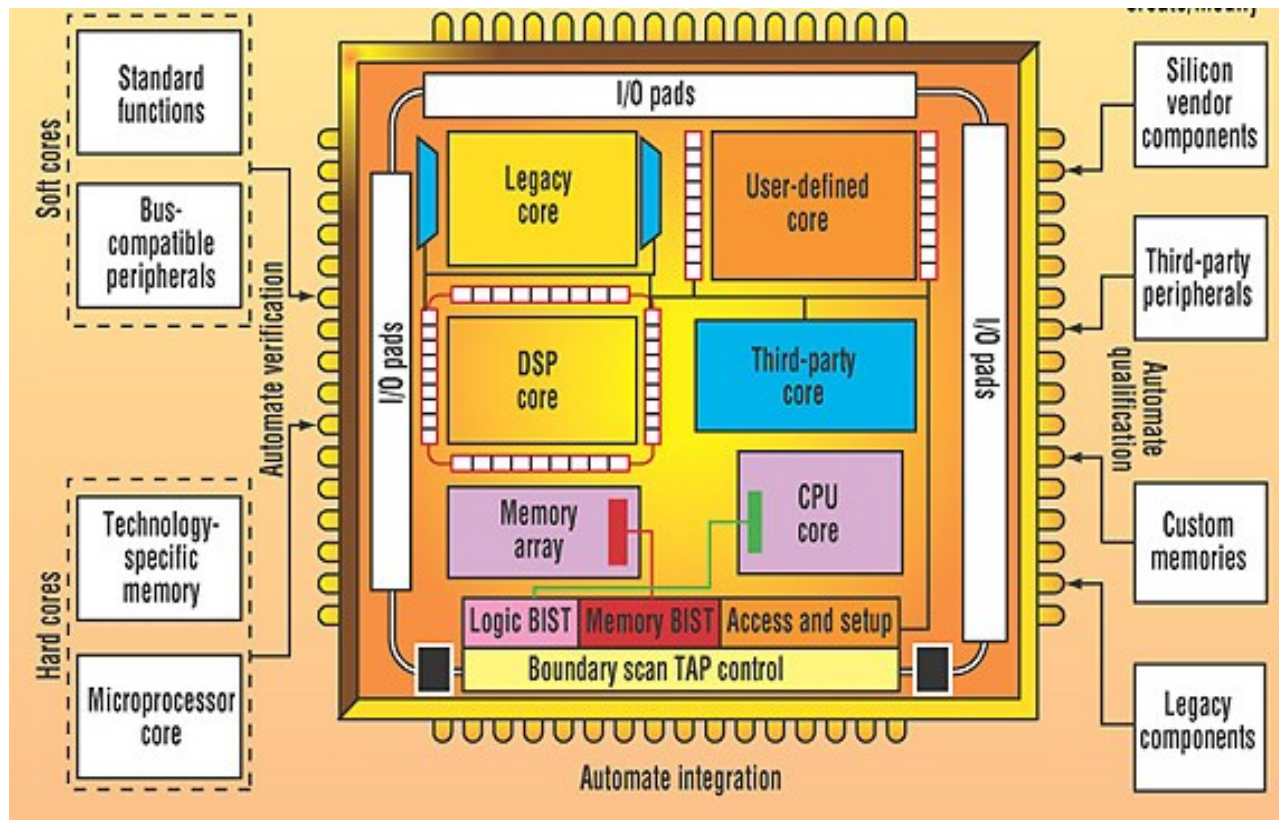 Soft cores
Standard
functions
Bus-
compatible
peripherals
Automate verification
Hard cores
Technology-
specific
memory
Microprocessor
core
I/O pads
I/O pads
I/O pads
Legacy
core
User-defined
core
DSP
core
Third-party
core
Memory
array
CPU
core
Logic BIST
Memory BIST
Access and setup
Boundary scan TAP control
Automate integration
Silicon
vendor
components
Third-party
peripherals
Automate
qualification
Custom
memories
Legacy
components